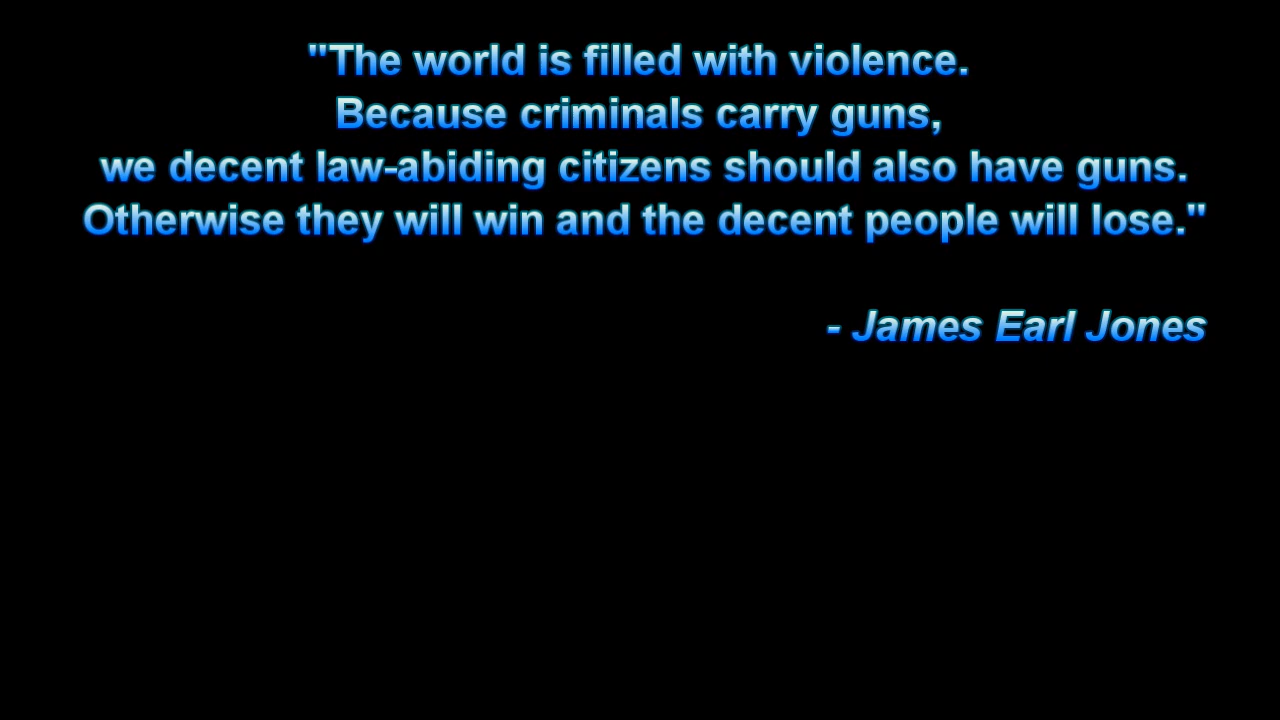 "The world is filled with violence.
Because criminals carry guns,
we decent law-abiding citizens should also have guns.
Otherwise they will win and the decent people will lose."
- James Earl Jones